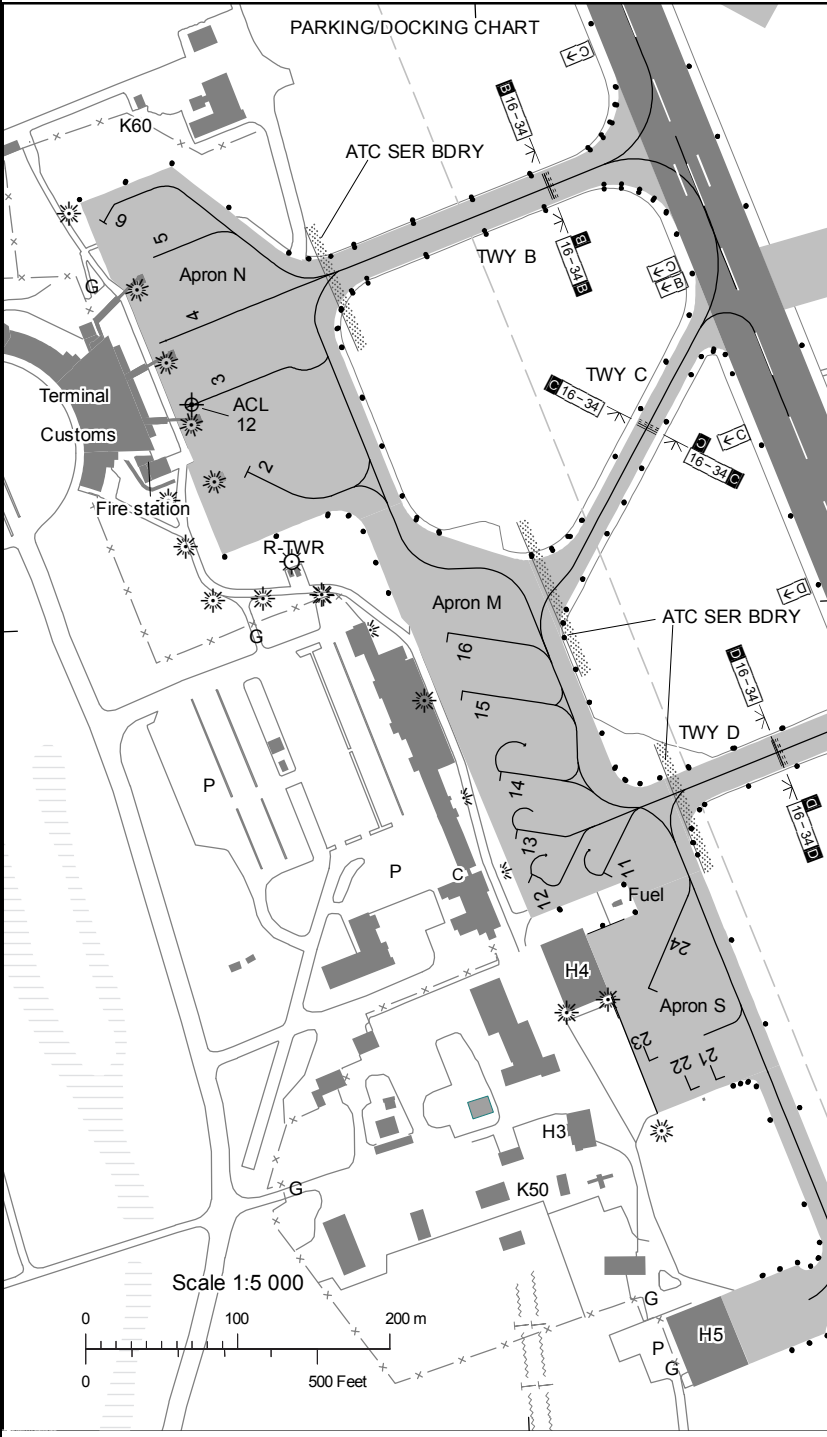 PARKING/DOCKING CHART
←C
B 16-34
K60
ATC SER BDRY
6
5
Apron N
TWY B
16-34 B
B
←C
←B
G
4
3
TWY C
C 16-34
Terminal
Customs
ACL
12
C
16-34 C
←C
2
Fire station
R-TWR
Apron M
D→
G
ATC SER BDRY
16
D 16-34
15
TWY D
P
14
D
16-34 D
13
P
C
12
11
Fuel
24
H4
Apron S
23
22
21
H3
G
K50
Scale 1:5 000
0
100
200 m
0
500 Feet
G
H5
P
G